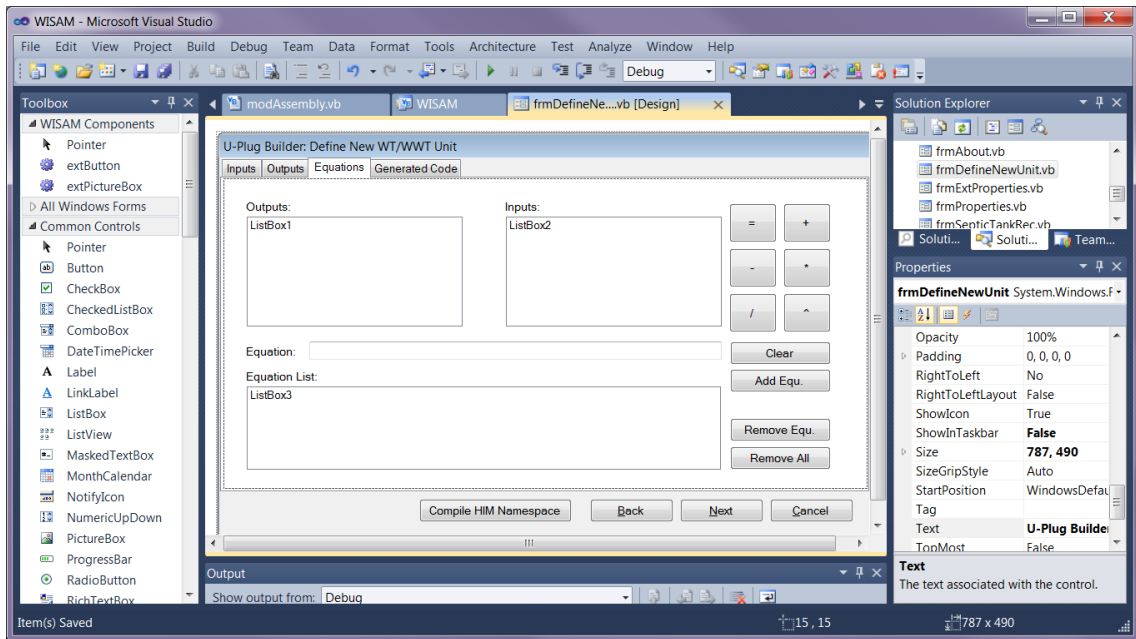 WISAM - Microsoft Visual Studio
File Edit View Project Build Debug Team Data Format Tools Architecture Test Analyze Window Help
Debug
Toolbox
WISAM Components
Pointer
extButton
extPictureBox
All Windows Forms
Common Controls
Pointer
Button
CheckBox
CheckedListBox
ComboBox
DateTimePicker
Label
LinkLabel
ListBox
ListView
MaskedTextBox
MonthCalendar
NotifyIcon
NumericUpDown
PictureBox
ProgressBar
RadioButton
RichTextBox
modAssembly.vb WISAM frmDefineNe....vb [Design]
U-Plug Builder: Define New WT/WWT Unit
Inputs Outputs Equations Generated Code
Outputs: Inputs:
ListBox1 ListBox2
= +
- *
/ ^
Equation: Clear
Equation List: Add Equ.
ListBox3
Remove Equ.
Remove All
Compile HIM Namespace Back Next Cancel
Output
Show output from: Debug
Solution Explorer
frmAbout.vb
frmDefineNewUnit.vb
frmExtProperties.vb
frmProperties.vb
frmSepticTankRec.vb
Soluti... Soluti... Team...
Properties
frmDefineNewUnit System.Windows.F
Opacity 100%
Padding 0, 0, 0, 0
RightToLeft No
RightToLeftLayout False
ShowIcon True
ShowInTaskbar False
Size 787, 490
SizeGripStyle Auto
StartPosition WindowsDefau
Tag
Text U-Plug Builde
TopMost False
Text
The text associated with the control.
Item(s) Saved 15 , 15 787 x 490